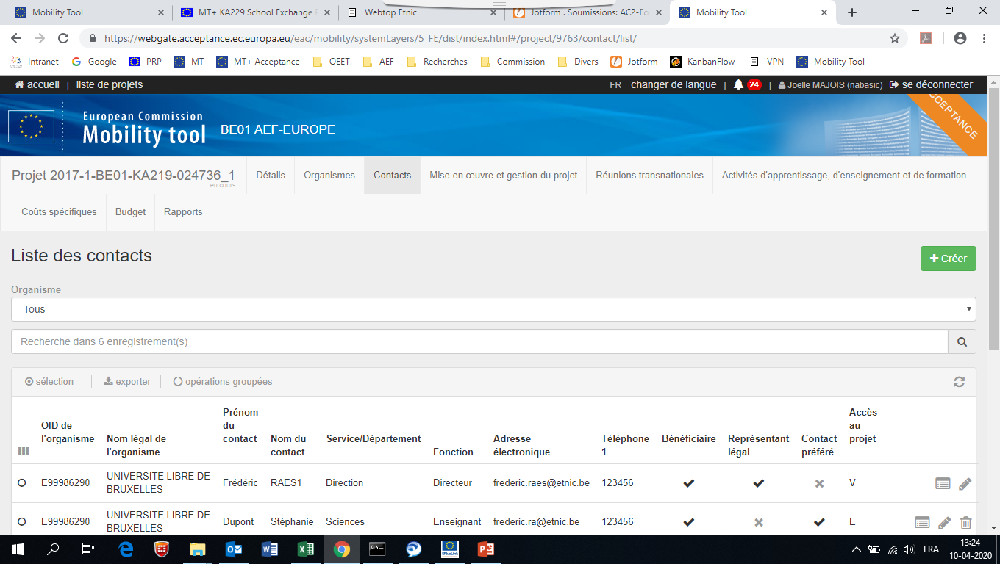 Mobility Tool
MT+ KA229 School Exchange
Webtop Etnic
Jotform . Soumissions: AC2-Fo
Mobility Tool
https://webgate.acceptance.ec.europa.eu/eac/mobility/systemLayers/5_FE/dist/index.html#/project/9763/contact/list/
Intranet Google PRP MT MT+ Acceptance OEET AEF Recherches Commission Divers Jotform KanbanFlow VPN Mobility Tool
accueil | liste de projets
FR changer de langue | 24 | Joëlle MAJOIS (nabasic) se déconnecter
European Commission
Mobility tool
BE01 AEF-EUROPE
ACCEPTANCE
Projet 2017-1-BE01-KA219-024736_1
en cours
Détails Organismes Contacts Mise en œuvre et gestion du projet Réunions transnationales Activités d'apprentissage, d'enseignement et de formation
Coûts spécifiques Budget Rapports
Liste des contacts
Créer
Organisme
Tous
Recherche dans 6 enregistrement(s)
sélection exporter opérations groupées
OID de l'organisme
Nom légal de l'organisme
Prénom du contact
Nom du contact
Service/Département
Fonction
Adresse électronique
Téléphone 1
Bénéficiaire
Représentant légal
Contact préféré
Accès au projet
E99986290 UNIVERSITE LIBRE DE BRUXELLES Frédéric RAES1 Direction Directeur frederic.raes@etnic.be 123456 V
E99986290 UNIVERSITE LIBRE DE BRUXELLES Dupont Stéphanie Sciences Enseignant frederic.ra@etnic.be 123456 E
FRA
13:24
10-04-2020